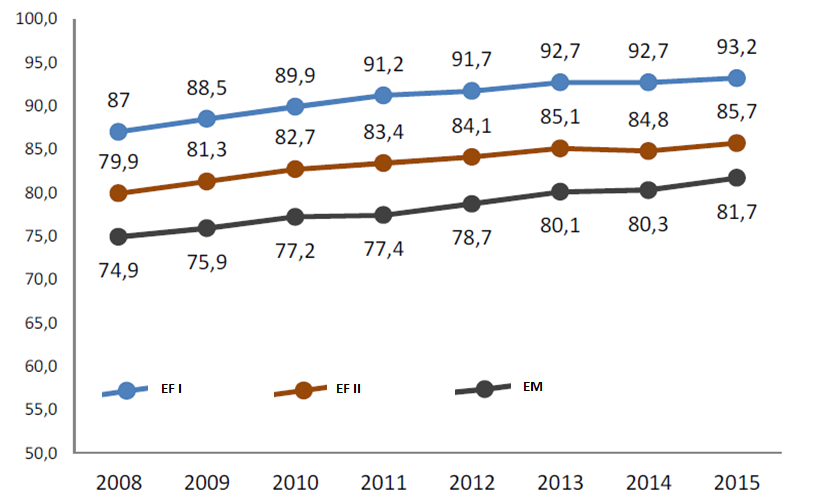 100,0
95,0
90,0
85,0
80,0
75,0
70,0
65,0
60,0
55,0
50,0
87 88,5 89,9 91,2 91,7 92,7 92,7 93,2
79,9 81,3 82,7 83,4 84,1 85,1 84,8 85,7
74,9 75,9 77,2 77,4 78,7 80,1 80,3 81,7
EF I EF II EM
2008 2009 2010 2011 2012 2013 2014 2015